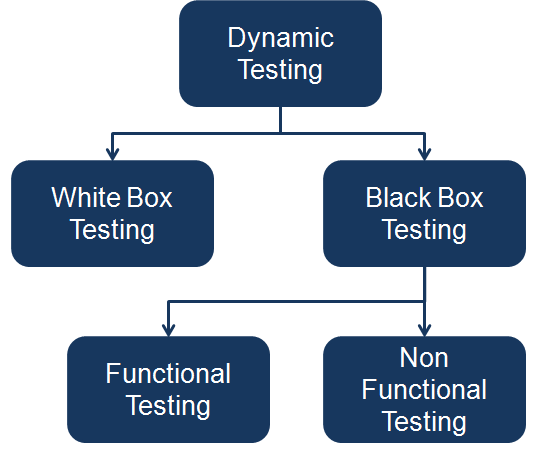 Dynamic
Testing
White Box
Testing
Black Box
Testing
Functional
Testing
Non
Functional
Testing